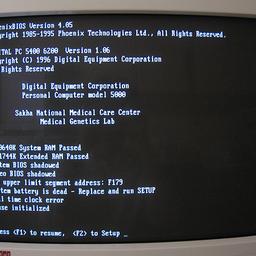 enixBIOS Version 4.05
pyright 1985-1995 Phoenix Technologies Ltd., All Rights Reserved.
ITAL PC 5400 6200 Version 1.06
yright (C) 1996 Digital Equipment Corporation
Rights Reserved
Digital Equipment Corporation
Personal Computer model 5000
Sakha National Medical Care Center
Medical Genetics Lab
0640K System RAM Passed
1744K Extended RAM Passed
tem BIOS shadowed
eo BIOS shadowed
upper limit segment address: F179
tem battery is dead - Replace and run SETUP
l time clock error
se initialized
ess <F1> to resume, <F2> to Setup _